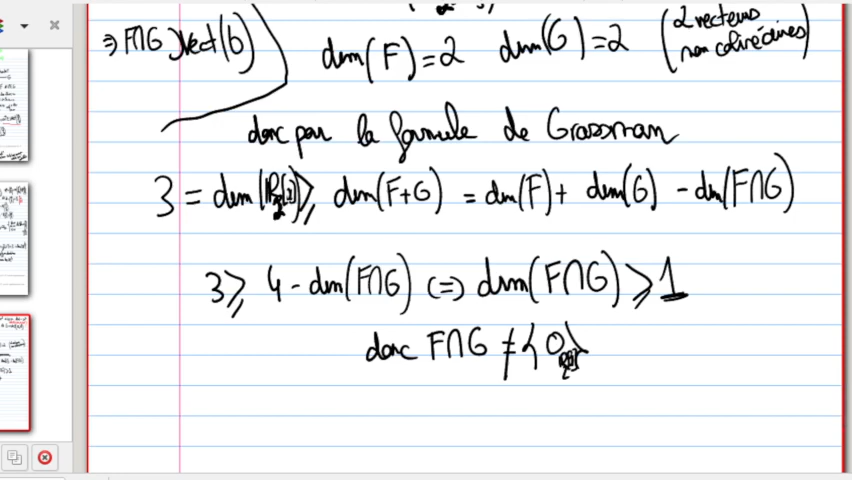 ⇒ F∩G ⊃ Vect(b)
dim(F) = 2 dim(G) = 2 (2 vecteurs non colinéaires)
donc par la formule de Grassman
3 = dim(ℝ₂[X]) ≥ dim(F+G) = dim(F) + dim(G) - dim(F∩G)
3 ≥ 4 - dim(F∩G) (=) dim(F∩G) ≥ 1
donc F∩G ≠ {0}